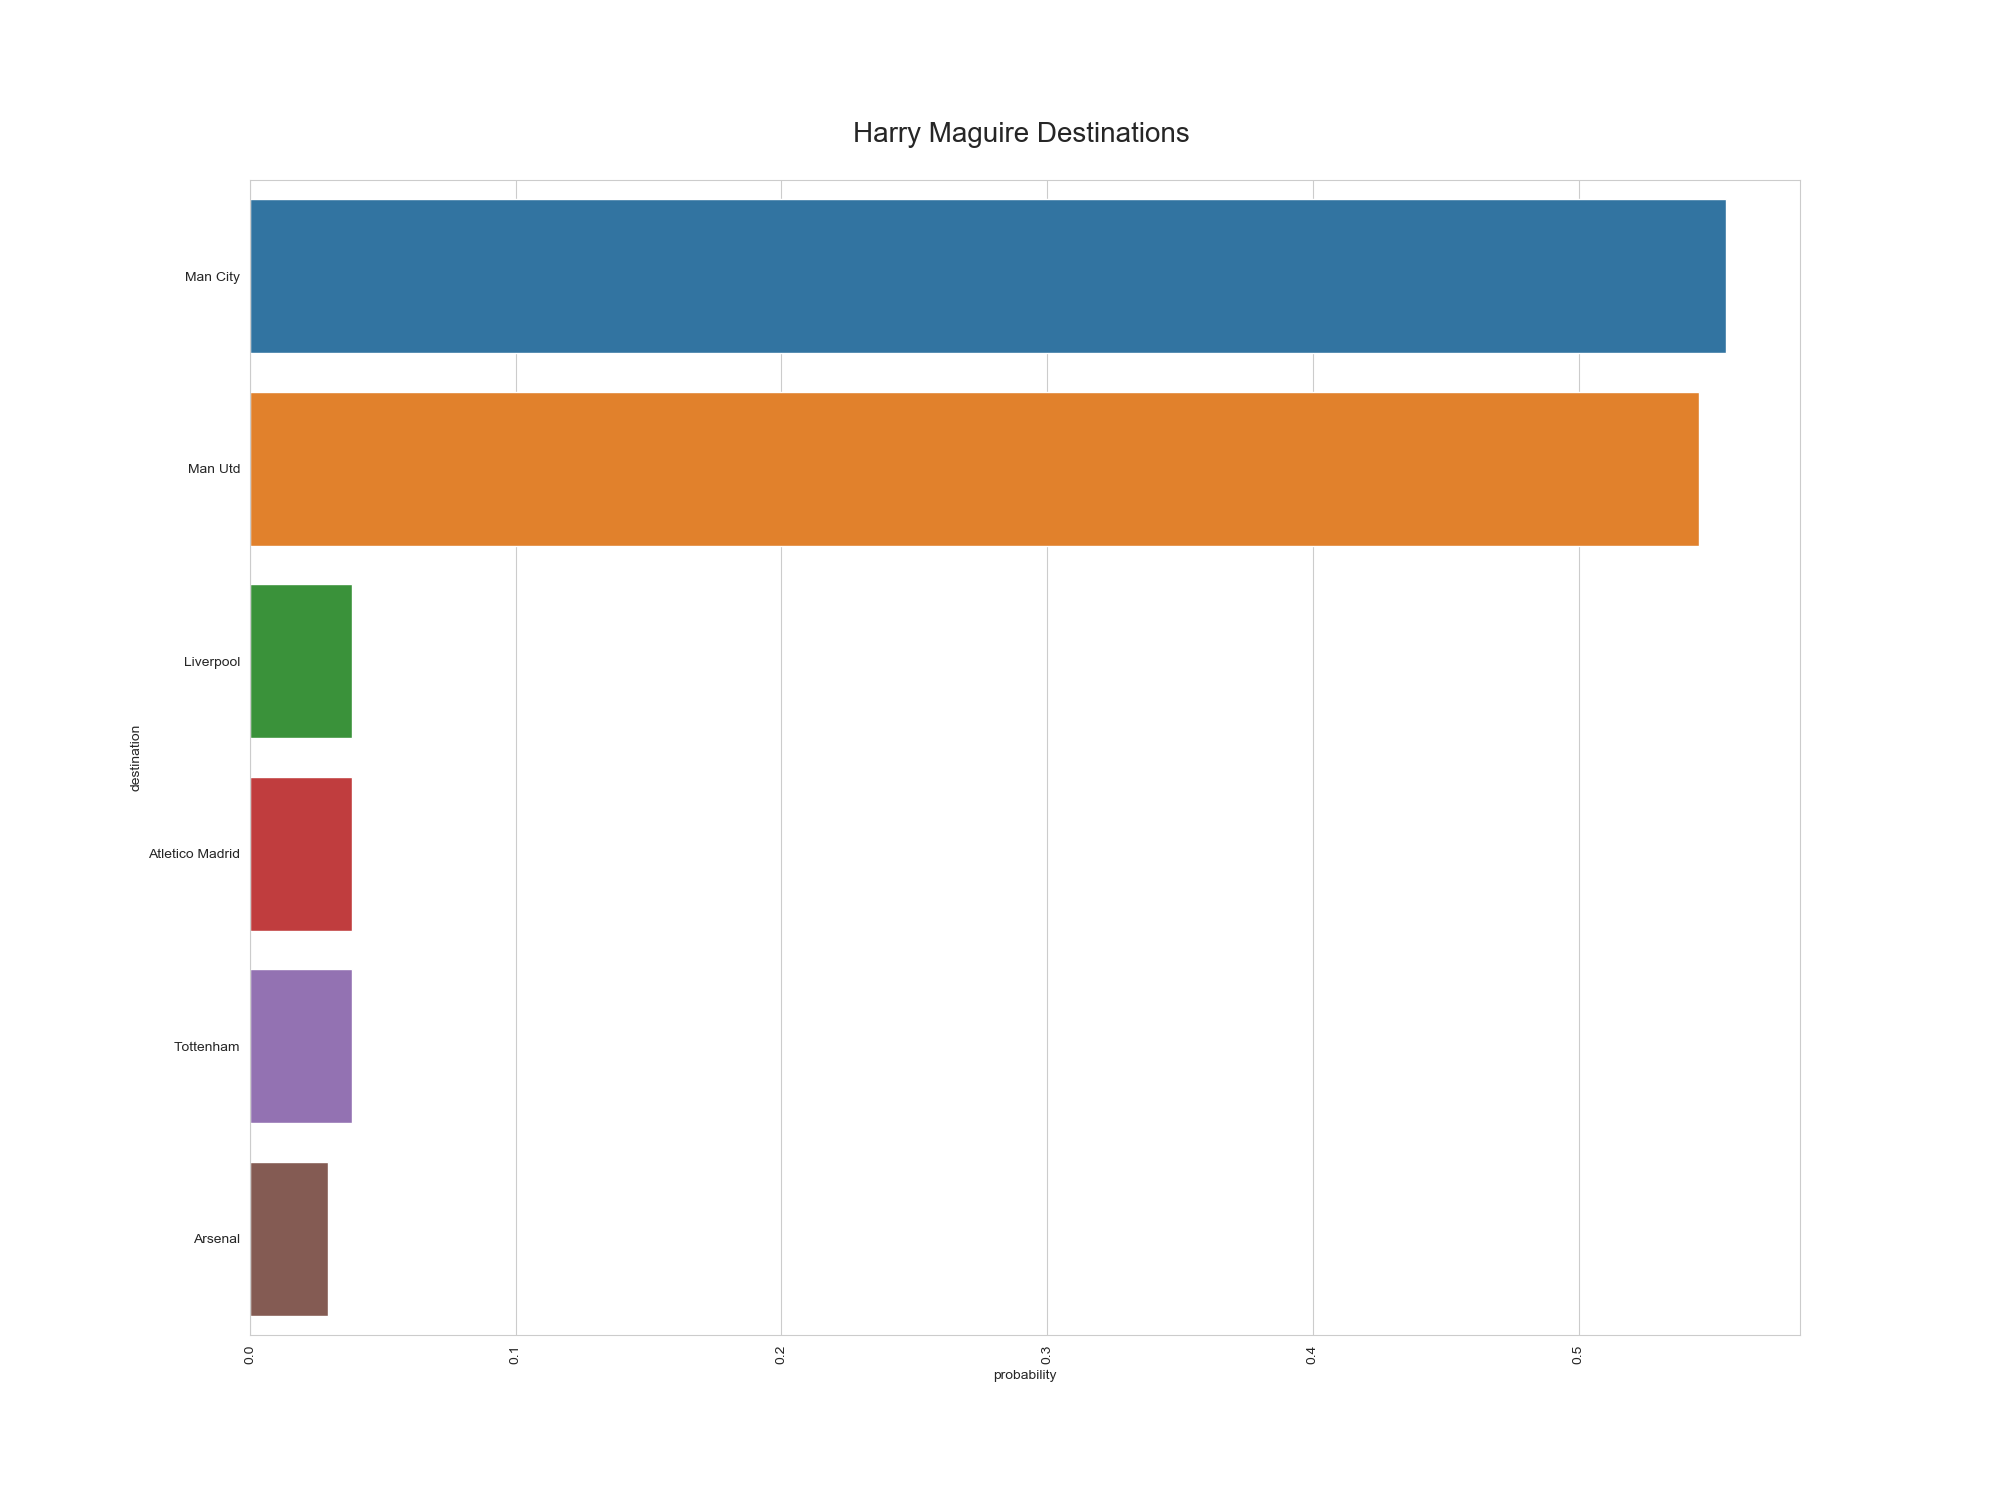 Harry Maguire Destinations
Man City
Man Utd
Liverpool
Atletico Madrid
Tottenham
Arsenal
destination
0.0 0.1 0.2 0.3 0.4 0.5
probability